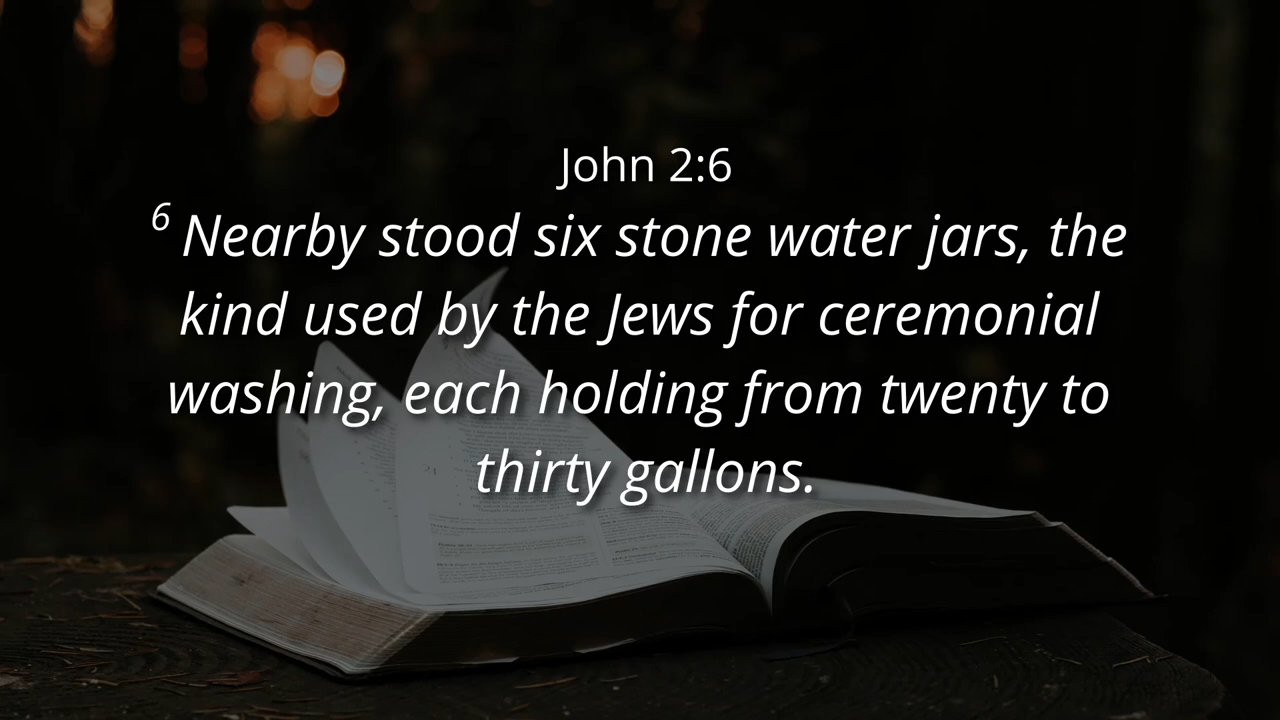 John 2:6
6 Nearby stood six stone water jars, the
kind used by the Jews for ceremonial
washing, each holding from twenty to
thirty gallons.